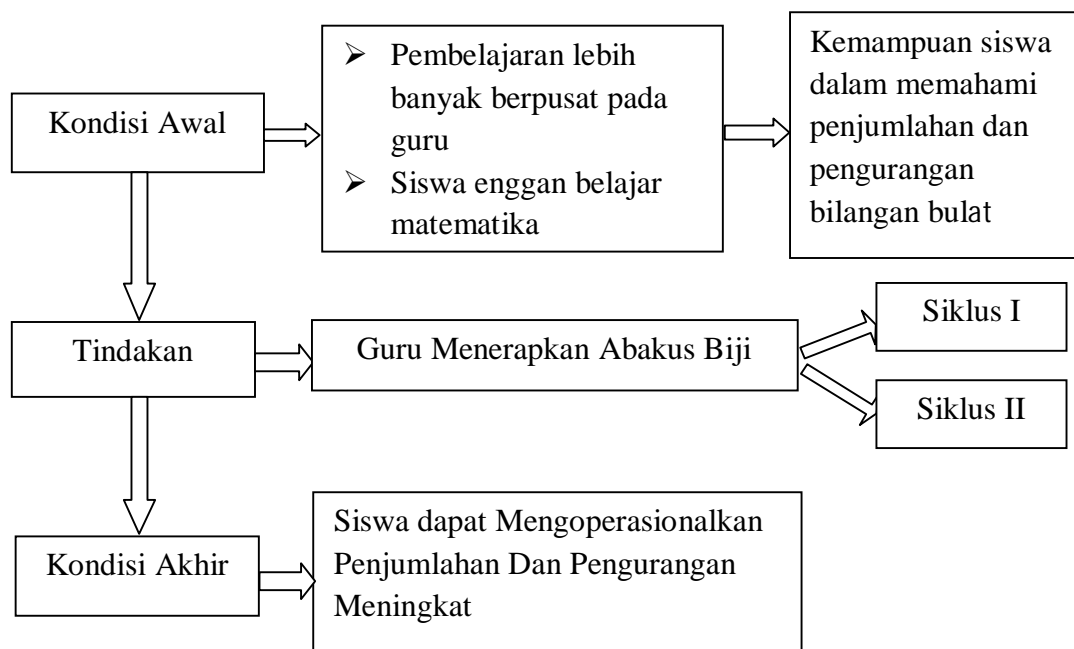 Kondisi Awal
➢ Pembelajaran lebih
banyak berpusat pada
guru
➢ Siswa enggan belajar
matematika
Kemampuan siswa
dalam memahami
penjumlahan dan
pengurangan
bilangan bulat
Tindakan
Guru Menerapkan Abakus Biji
Siklus I
Siklus II
Kondisi Akhir
Siswa dapat Mengoperasionalkan
Penjumlahan Dan Pengurangan
Meningkat